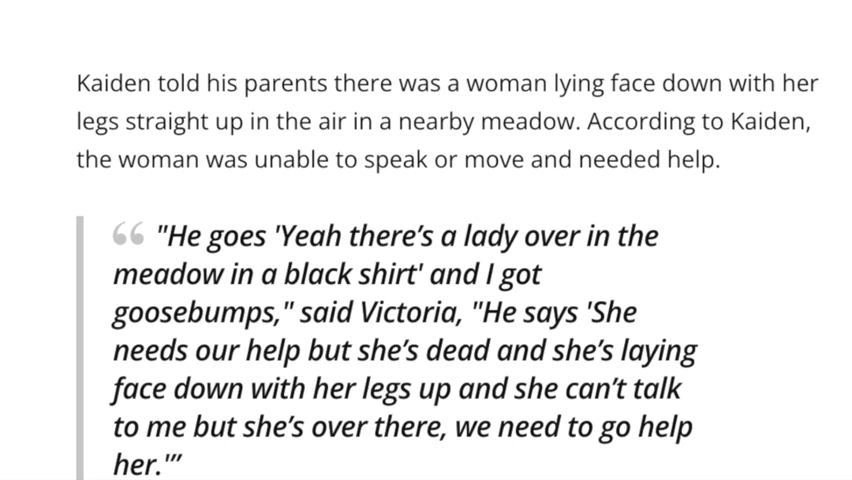 Kaiden told his parents there was a woman lying face down with her
legs straight up in the air in a nearby meadow. According to Kaiden,
the woman was unable to speak or move and needed help.
“ "He goes 'Yeah there’s a lady over in the
meadow in a black shirt' and I got
goosebumps," said Victoria, "He says 'She
needs our help but she’s dead and she’s laying
face down with her legs up and she can’t talk
to me but she’s over there, we need to go help
her.'”